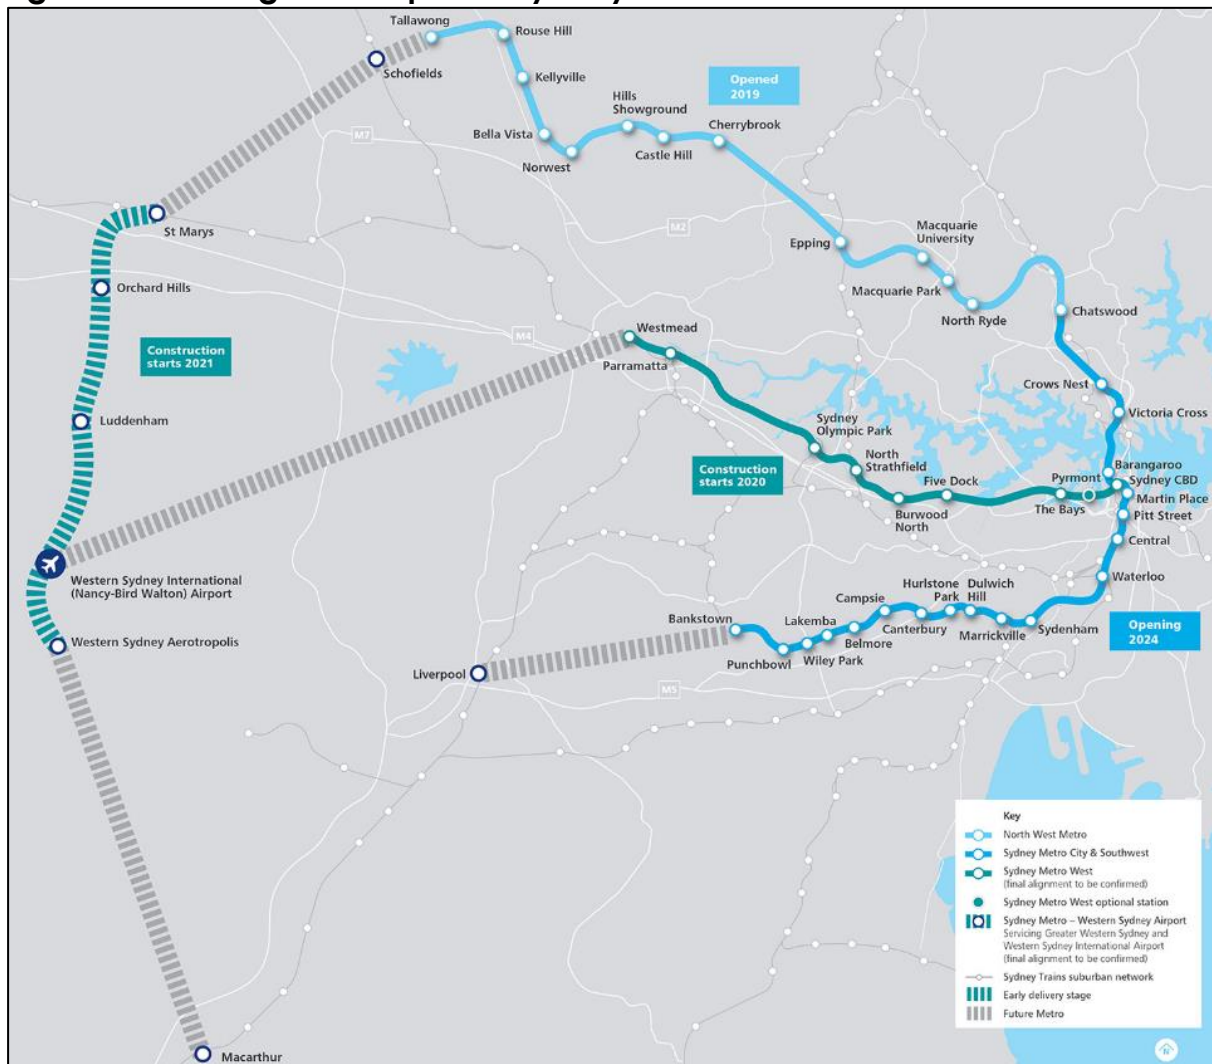 Tallawong
Rouse Hill
Schofields
Kellyville
Opened
2019
Hills
Showground
Cherrybrook
M7
Bella Vista
Castle Hill
Norwest
St Marys
M2
Macquarie
University
Epping
Orchard Hills
Macquarie Park
North Ryde
Chatswood
Westmead
M4
Construction
starts 2021
Parramatta
Crows Nest
Luddenham
Victoria Cross
Sydney
Olympic Park
North
Strathfield
Construction
starts 2020
Barangaroo
Five Dock
Pyrmont
Sydney CBD
Martin Place
Burwood
North
The Bays
Pitt Street
Central
Western Sydney International
(Nancy-Bird Walton) Airport
Waterloo
Hurlstone
Park
Dulwich
Hill
Campsie
Bankstown
Lakemba
Canterbury
Marrickville
Sydenham
Opening
2024
Western Sydney Aerotropolis
Belmore
Punchbowl
Wiley Park
Liverpool
M5
Macarthur
Key
North West Metro
Sydney Metro City & Southwest
Sydney Metro West
(final alignment to be confirmed)
Sydney Metro West optional station
Sydney Metro – Western Sydney Airport
Servicing Greater Western Sydney and
Western Sydney International Airport
(final alignment to be confirmed)
Sydney Trains suburban network
Early delivery stage
Future Metro
N